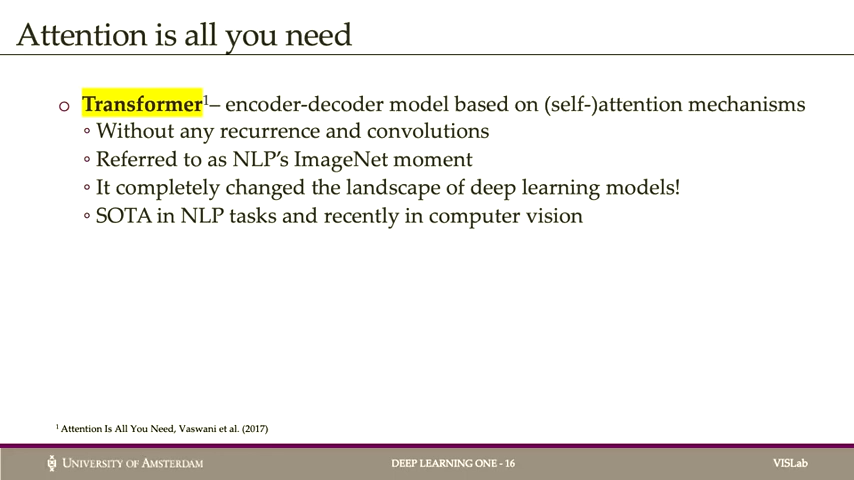 Attention is all you need
o Transformer¹– encoder-decoder model based on (self-)attention mechanisms
◦ Without any recurrence and convolutions
◦ Referred to as NLP’s ImageNet moment
◦ It completely changed the landscape of deep learning models!
◦ SOTA in NLP tasks and recently in computer vision
¹ Attention Is All You Need, Vaswani et al. (2017)
UNIVERSITY OF AMSTERDAM
DEEP LEARNING ONE - 16
VISLab